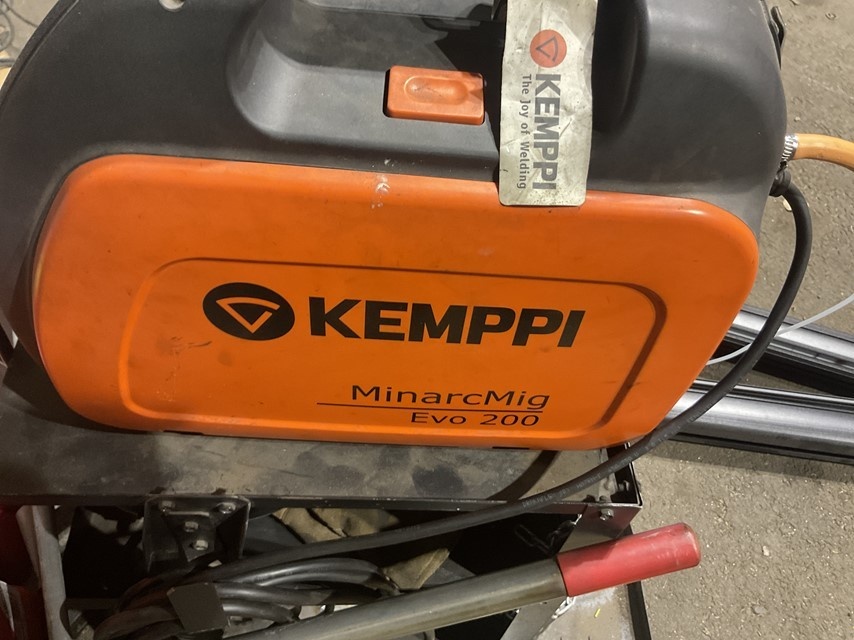 KEMPPI
The Joy of Welding
KEMPPI
MinarcMig
Evo 200